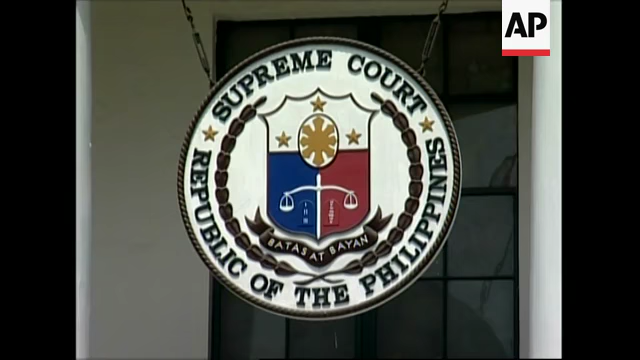 AP
SUPREME COURT
REPUBLIC OF THE PHILIPPINES
BATAS AT BAYAN